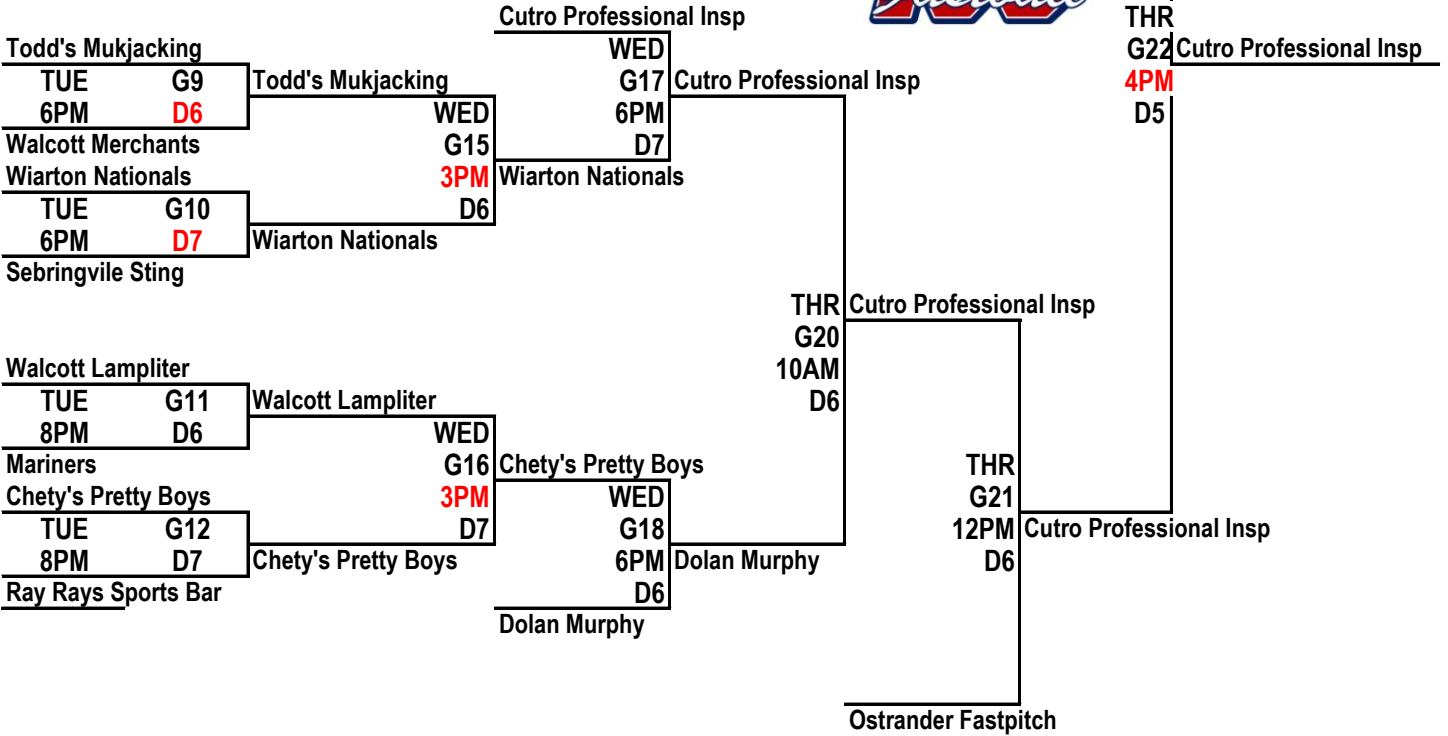 Cutro Professional Insp
THR
Todd's Mukjacking
WED
G22 Cutro Professional Insp
TUE G9
Todd's Mukjacking
G17 Cutro Professional Insp
4PM
6PM D6
WED
6PM
D5
Walcott Merchants
G15
D7
Wiarton Nationals
3PM Wiarton Nationals
TUE G10
D6
6PM D7
Wiarton Nationals
Sebringvile Sting
THR Cutro Professional Insp
G20
Walcott Lampliter
10AM
TUE G11
Walcott Lampliter
D6
8PM D6
WED
Mariners
G16 Chety's Pretty Boys
THR
Chety's Pretty Boys
3PM
WED
G21
TUE G12
D7
G18
12PM Cutro Professional Insp
8PM D7
Chety's Pretty Boys
6PM Dolan Murphy
D6
Ray Rays Sports Bar
D6
Dolan Murphy
Ostrander Fastpitch